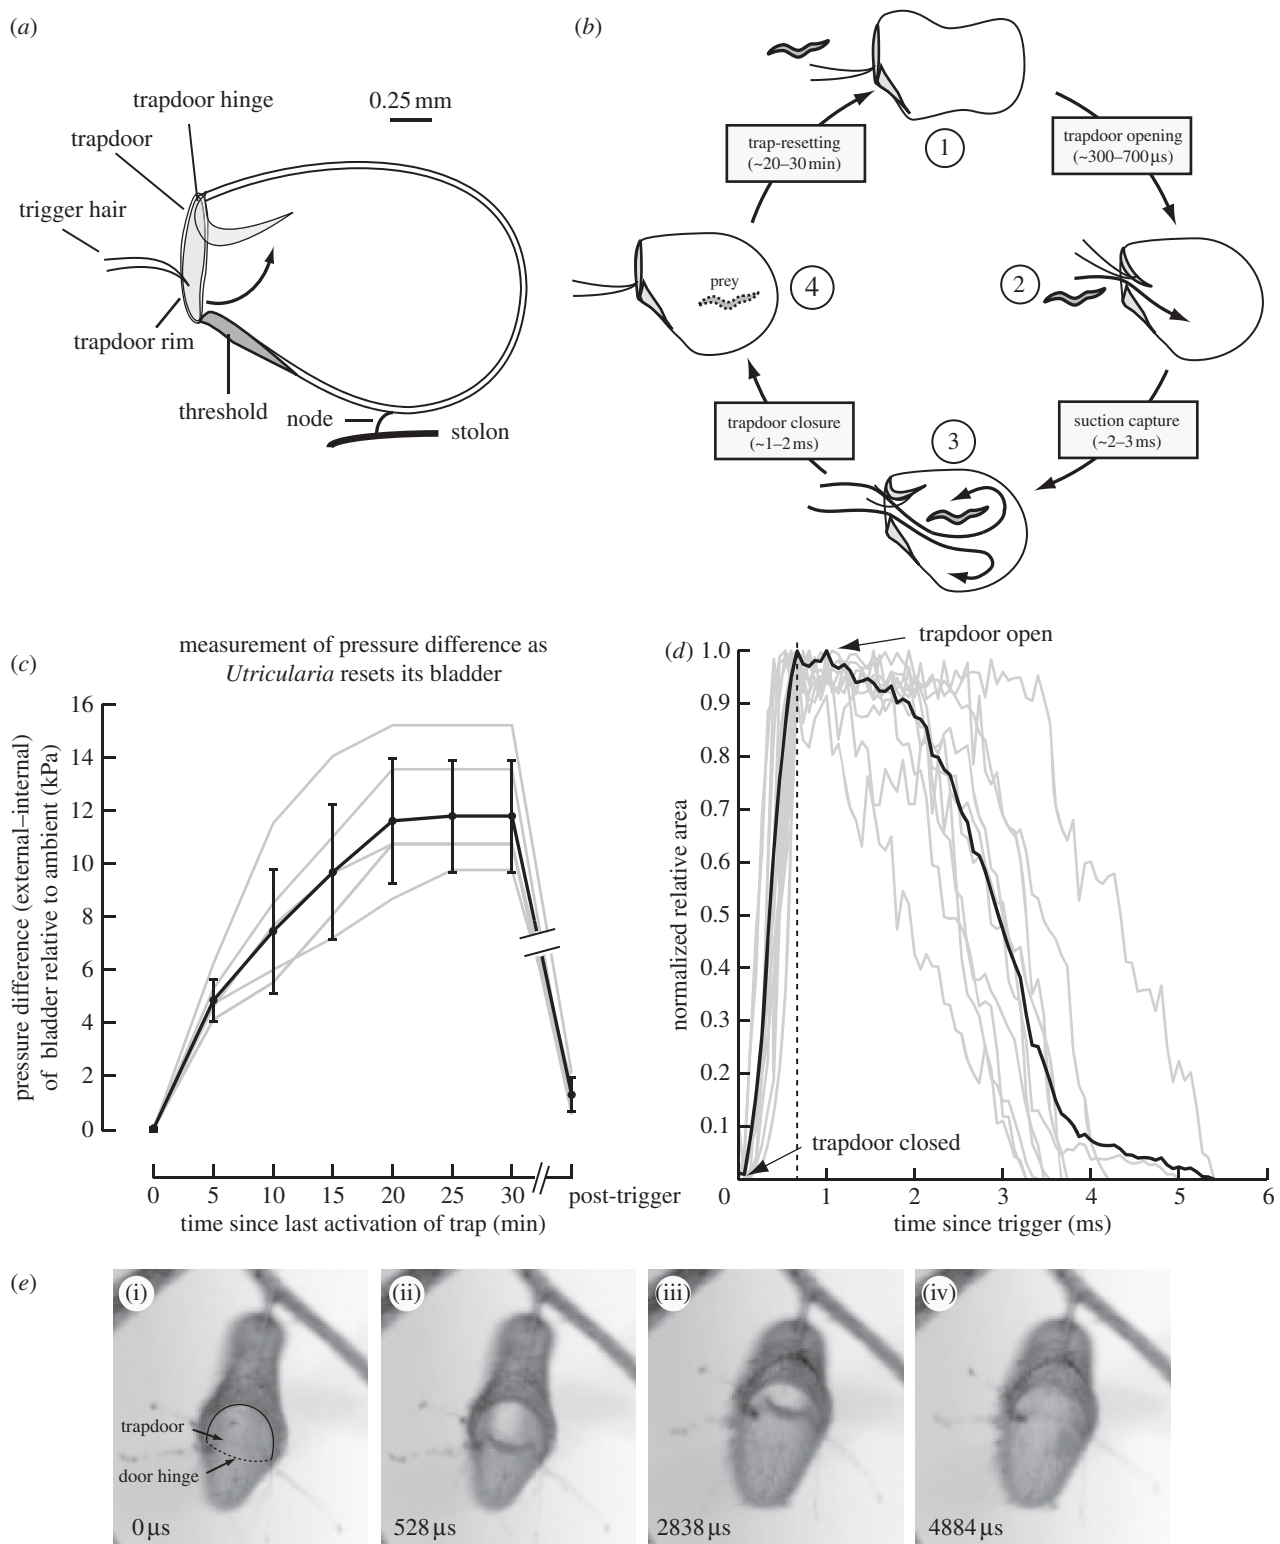 (a)
trapdoor hinge
0.25 mm
trapdoor
trigger hair
trapdoor rim
threshold
node
stolon
(b)
1
trapdoor opening
(~300–700 µs)
2
suction capture
(~2–3 ms)
3
trapdoor closure
(~1–2 ms)
prey
4
trap-resetting
(~20–30 min)
(c)
measurement of pressure difference as
Utricularia resets its bladder
pressure difference (external–internal)
of bladder relative to ambient (kPa)
16
14
12
10
8
6
4
2
0
0 5 10 15 20 25 30 post-trigger
time since last activation of trap (min)
(d)
trapdoor open
normalized relative area
1.0
0.9
0.8
0.7
0.6
0.5
0.4
0.3
0.2
0.1
trapdoor closed
0 1 2 3 4 5 6
time since trigger (ms)
(e)
(i)
trapdoor
door hinge
0 µs
(ii)
528 µs
(iii)
2838 µs
(iv)
4884 µs